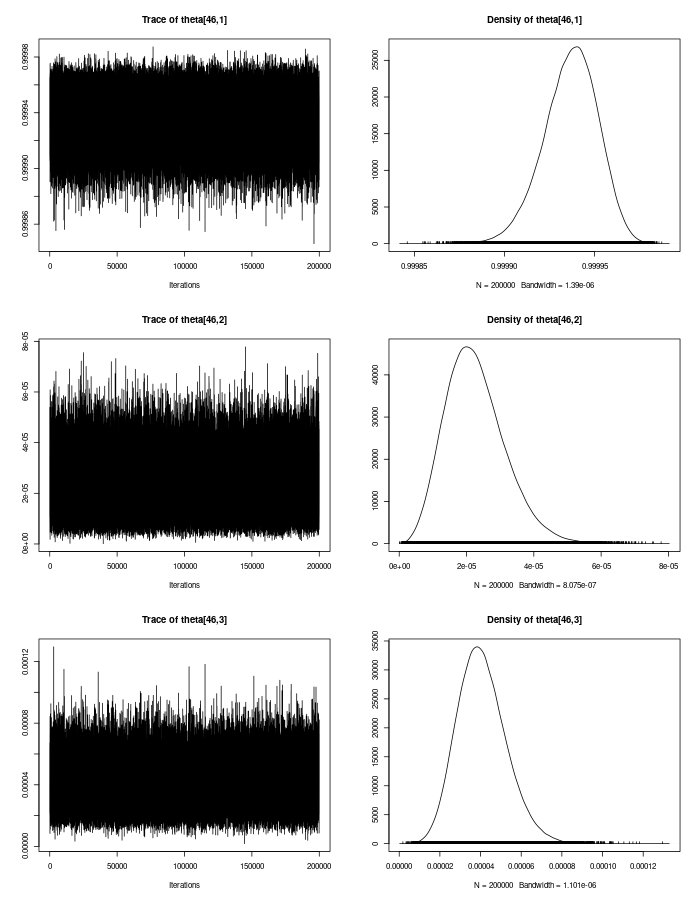 Trace of theta[46,1]
0.99986 0.99990 0.99994 0.99998
0 50000 100000 150000 200000
Iterations
Density of theta[46,1]
0 5000 10000 15000 20000 25000
0.99985 0.99990 0.99995
N = 200000 Bandwidth = 1.39e-06
Trace of theta[46,2]
0e+00 2e-05 4e-05 6e-05 8e-05
0 50000 100000 150000 200000
Iterations
Density of theta[46,2]
0 10000 20000 30000 40000
0e+00 2e-05 4e-05 6e-05 8e-05
N = 200000 Bandwidth = 8.075e-07
Trace of theta[46,3]
0.00000 0.00004 0.00008 0.00012
0 50000 100000 150000 200000
Iterations
Density of theta[46,3]
0 5000 10000 15000 20000 25000 30000 35000
0.00000 0.00002 0.00004 0.00006 0.00008 0.00010 0.00012
N = 200000 Bandwidth = 1.101e-06